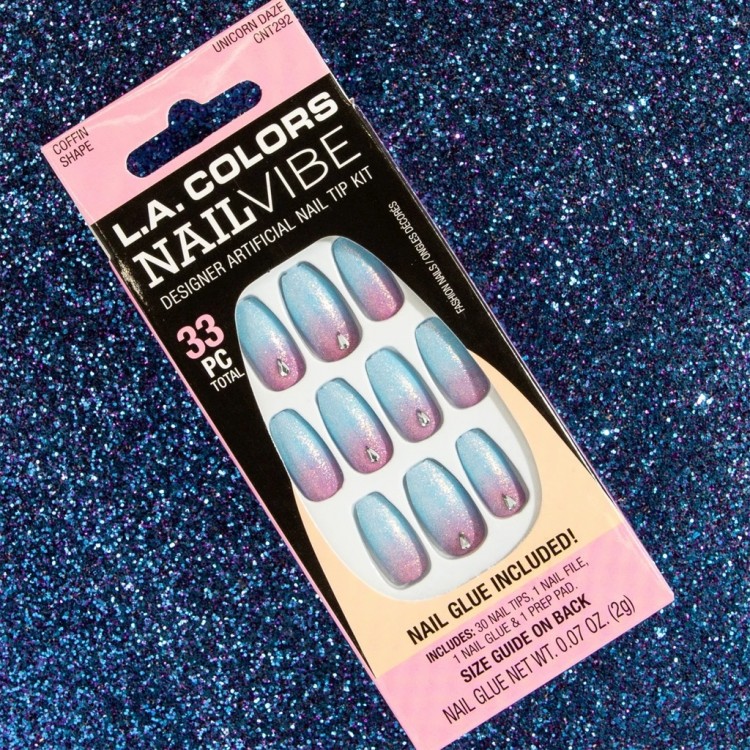 UNICORN DAZE
CNT292
COFFIN
SHAPE
L.A. COLORS
NAILVIBE
DESIGNER ARTIFICIAL NAIL TIP KIT
FASHION NAILS / ONGLES DÉCORÉS
33
PC
TOTAL
NAIL GLUE INCLUDED!
INCLUDES: 30 NAIL TIPS, 1 NAIL FILE,
1 NAIL GLUE & 1 PREP PAD.
SIZE GUIDE ON BACK
NAIL GLUE NET WT. 0.07 OZ. (2g)